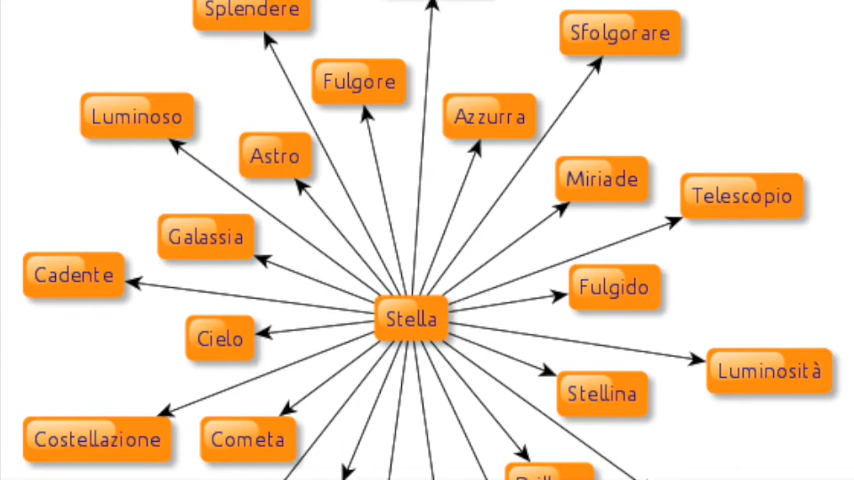 Splendere
Sfolgorare
Fulgore
Luminoso
Azzurra
Astro
Miriade
Telescopio
Galassia
Cadente
Fulgido
Stella
Cielo
Luminosità
Stellina
Costellazione
Cometa